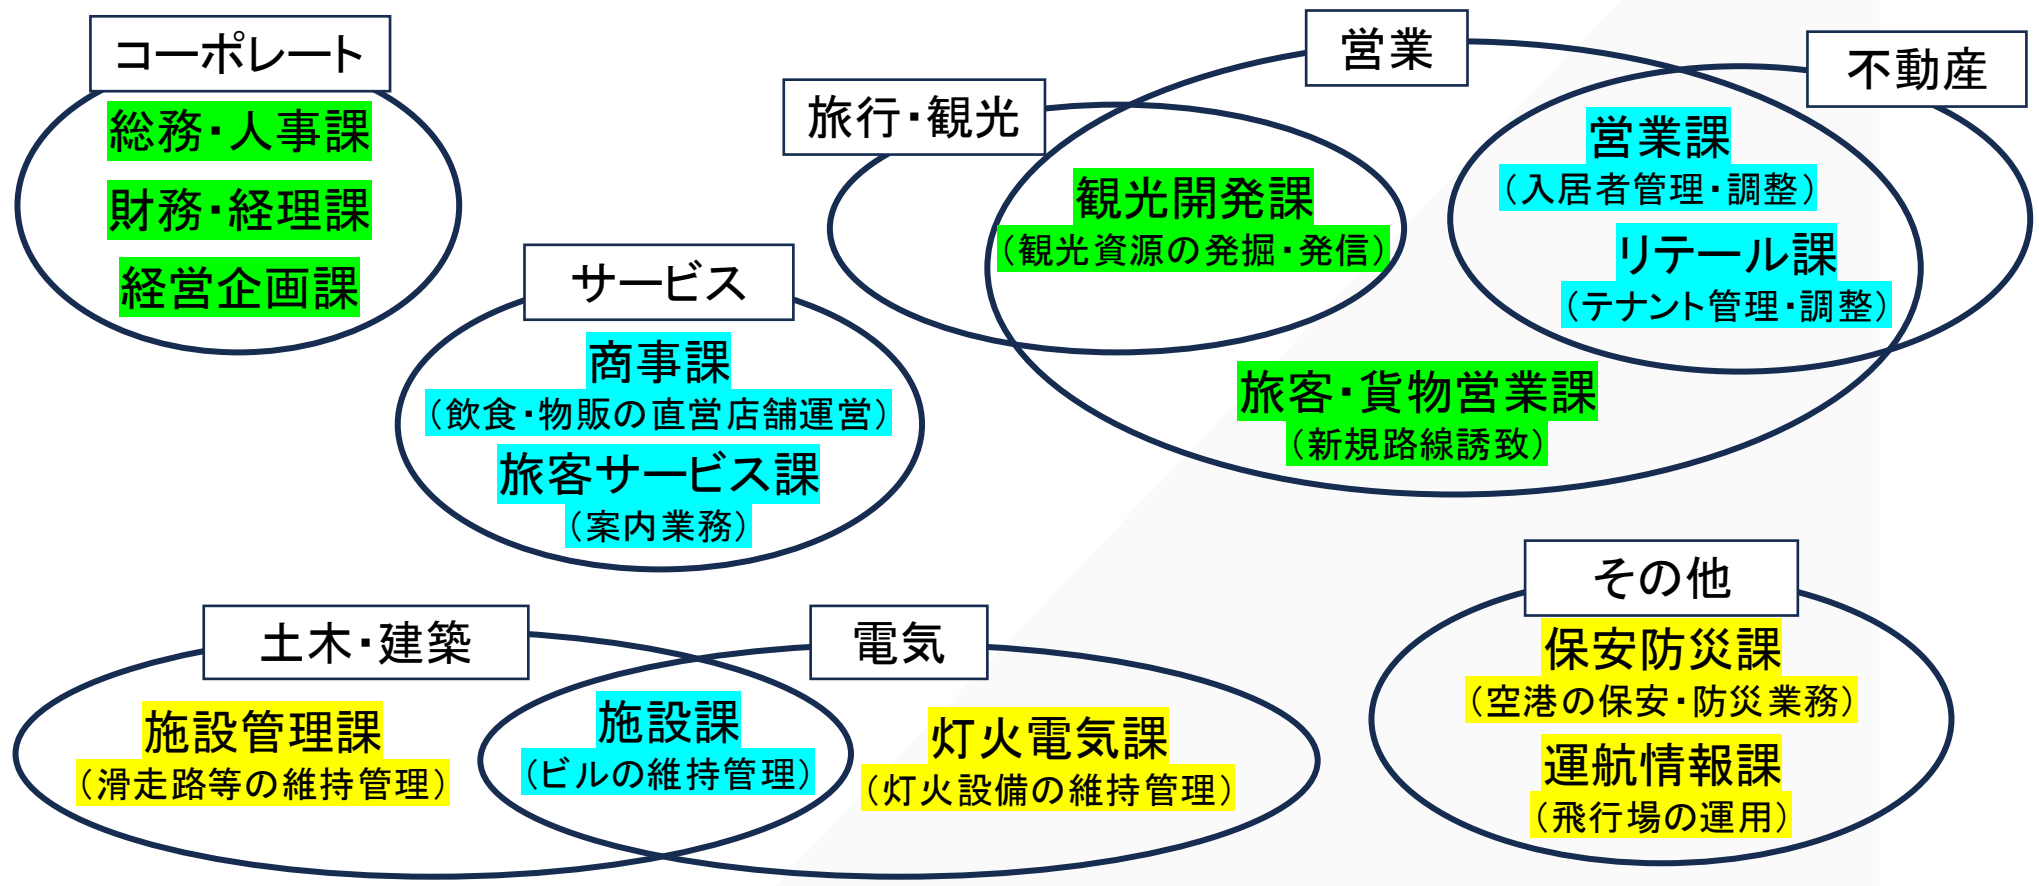 コーポレート
総務・人事課
財務・経理課
経営企画課
サービス
商事課
（飲食・物販の直営店舗運営）
旅客サービス課
（案内業務）
旅行・観光
営業
不動産
観光開発課
（観光資源の発掘・発信）
営業課
（入居者管理・調整）
リテール課
（テナント管理・調整）
旅客・貨物営業課
（新規路線誘致）
土木・建築
電気
施設管理課
（滑走路等の維持管理）
施設課
（ビルの維持管理）
灯火電気課
（灯火設備の維持管理）
その他
保安防災課
（空港の保安・防災業務）
運航情報課
（飛行場の運用）